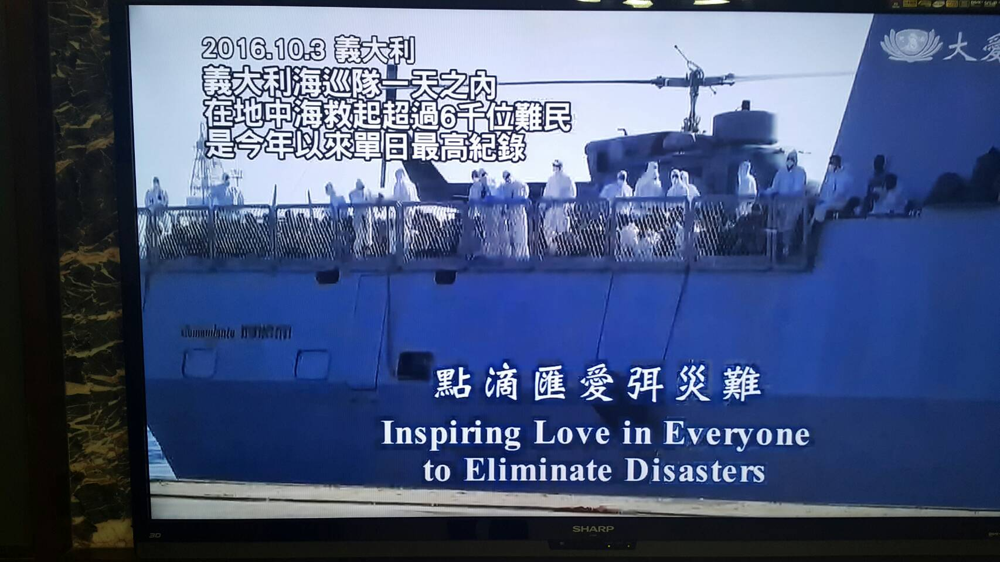 2016.10.3 義大利
義大利海巡隊一天之內
在地中海救起超過6千位難民
是今年以來單日最高紀錄
大愛
點滴匯愛弭災難
Inspiring Love in Everyone
to Eliminate Disasters
3D
SHARP